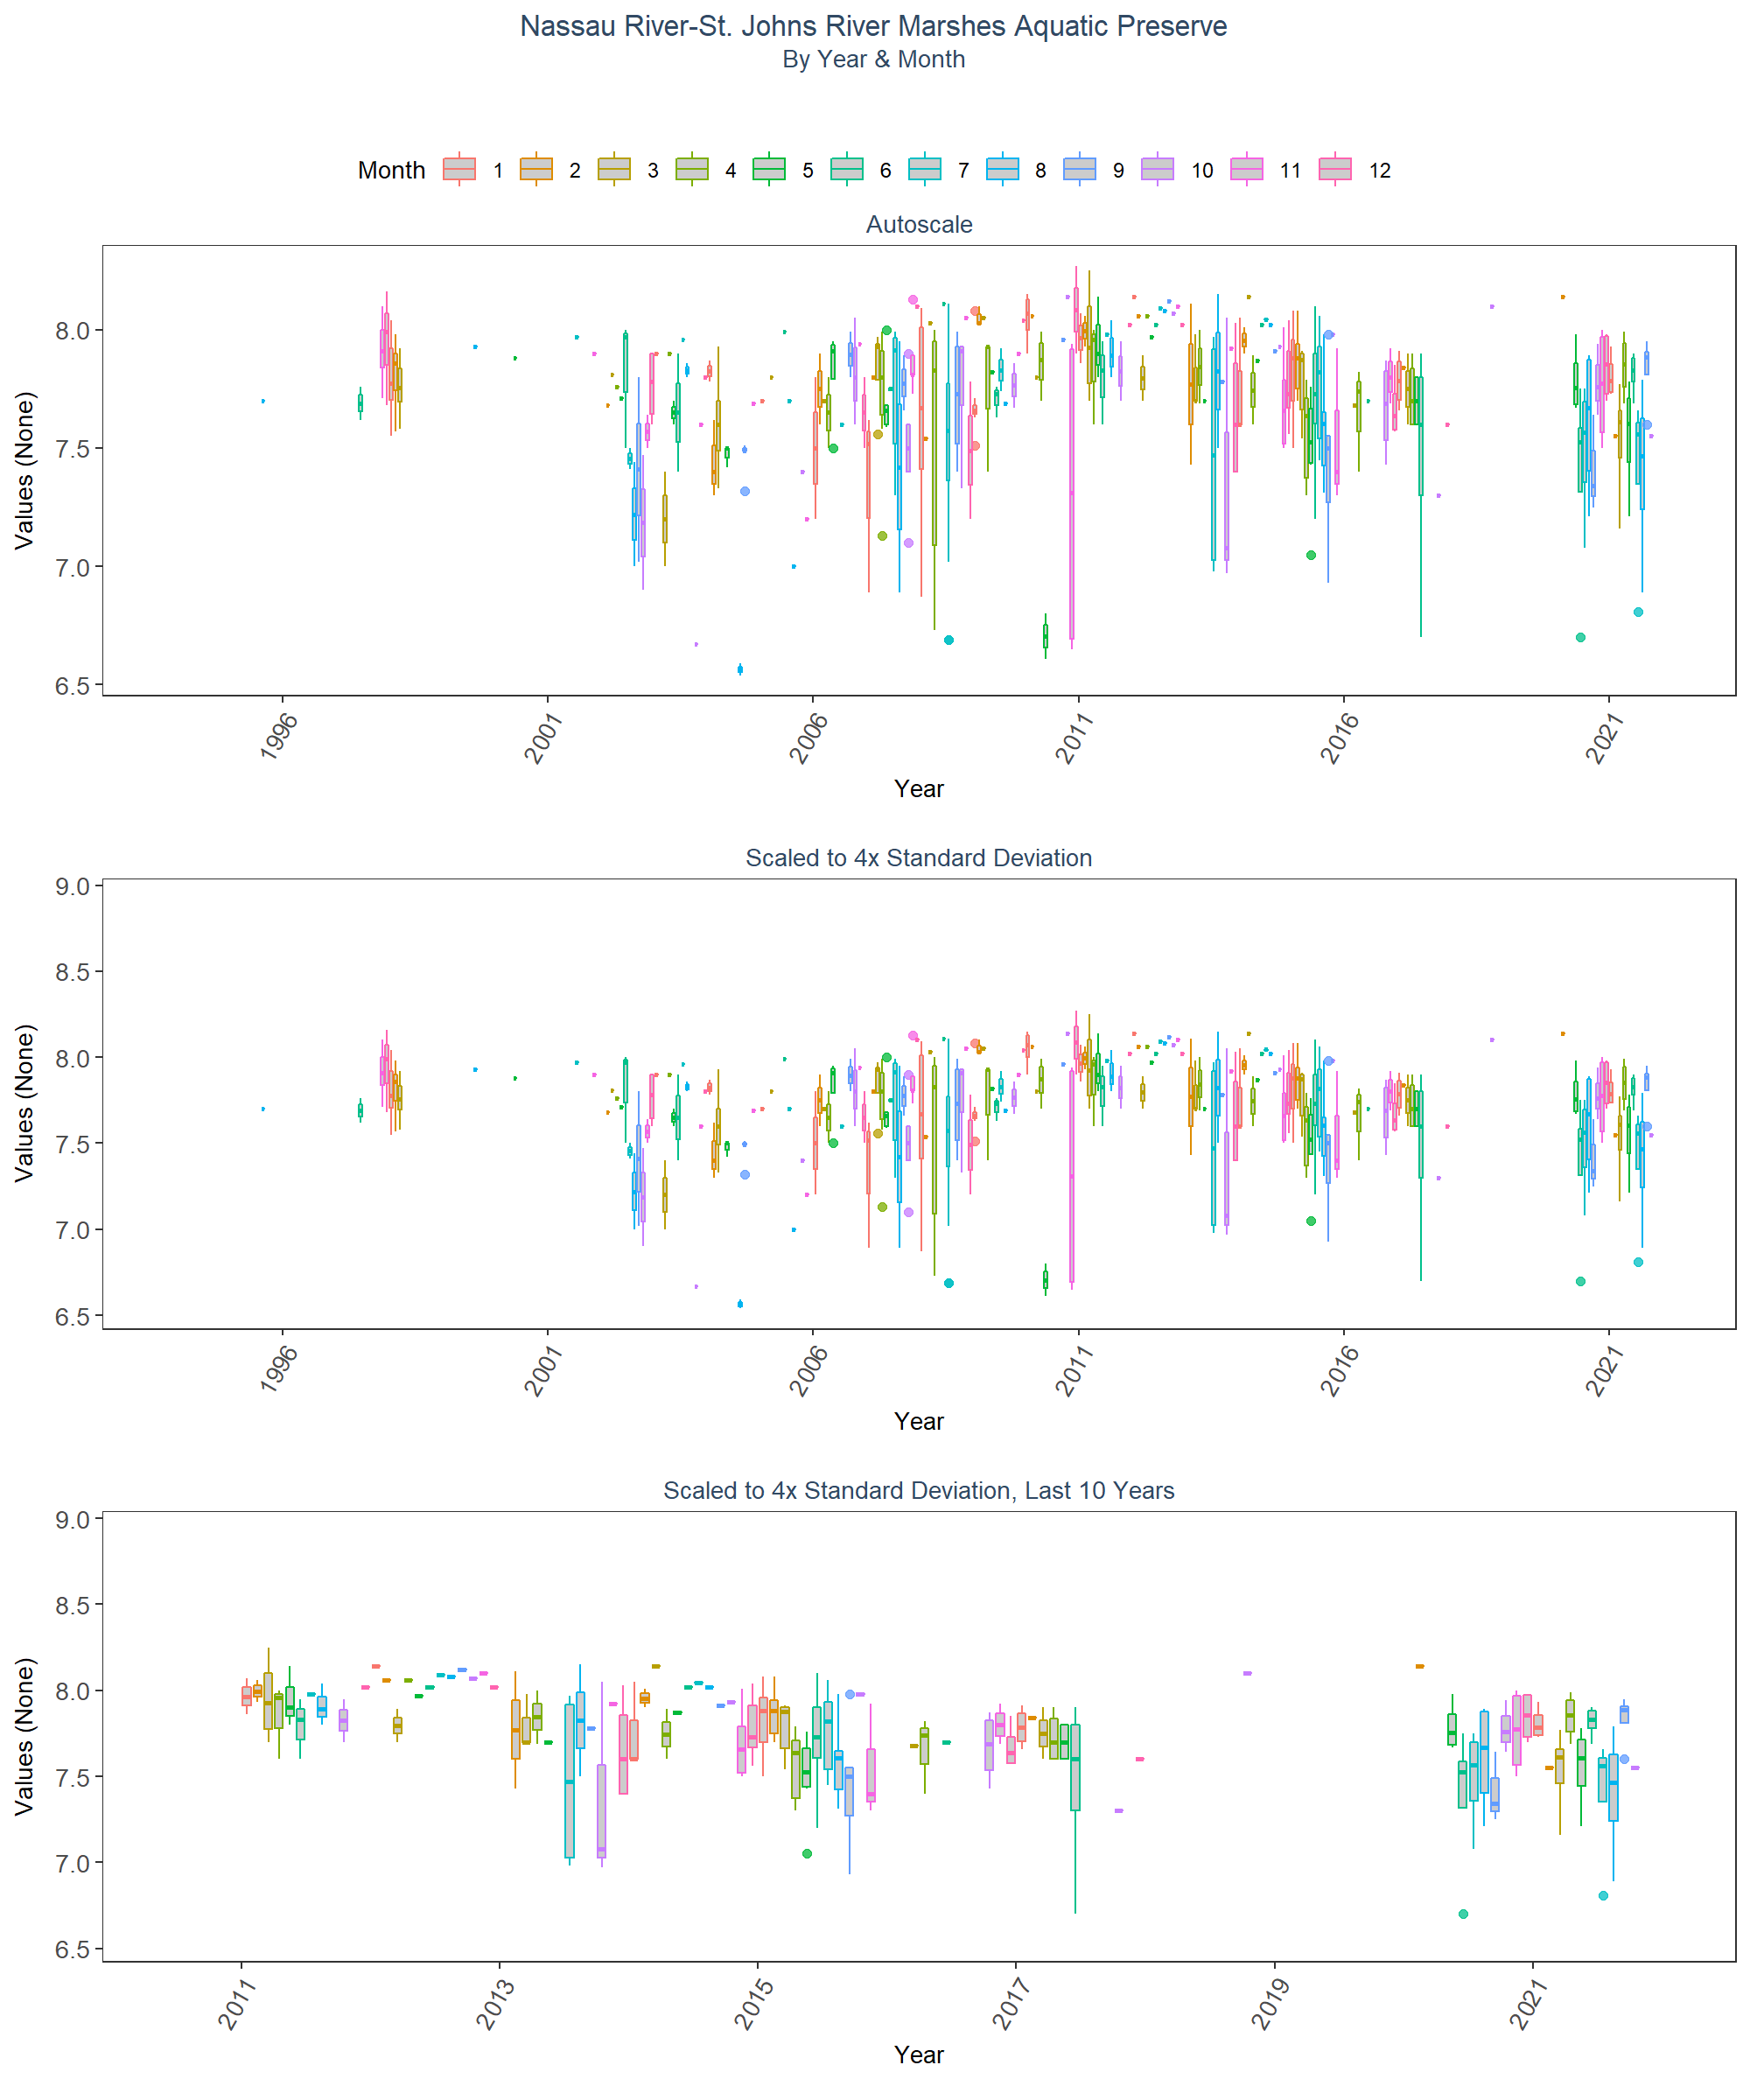 Nassau River-St. Johns River Marshes Aquatic Preserve
By Year & Month
Month 1 2 3 4 5 6 7 8 9 10 11 12
Autoscale
Values (None)
8.0
7.5
7.0
6.5
1996 2001 2006 2011 2016 2021
Year
Scaled to 4x Standard Deviation
Values (None)
9.0
8.5
8.0
7.5
7.0
6.5
1996 2001 2006 2011 2016 2021
Year
Scaled to 4x Standard Deviation, Last 10 Years
Values (None)
9.0
8.5
8.0
7.5
7.0
6.5
2011 2013 2015 2017 2019 2021
Year